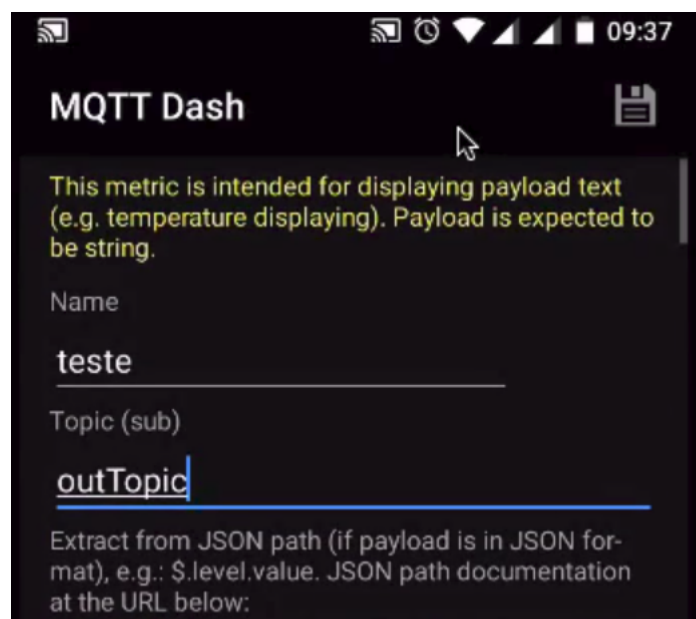 09:37
MQTT Dash
This metric is intended for displaying payload text
(e.g. temperature displaying). Payload is expected to
be string.
Name
teste
Topic (sub)
outTopic
Extract from JSON path (if payload is in JSON for-
mat), e.g.: $.level.value. JSON path documentation
at the URL below: